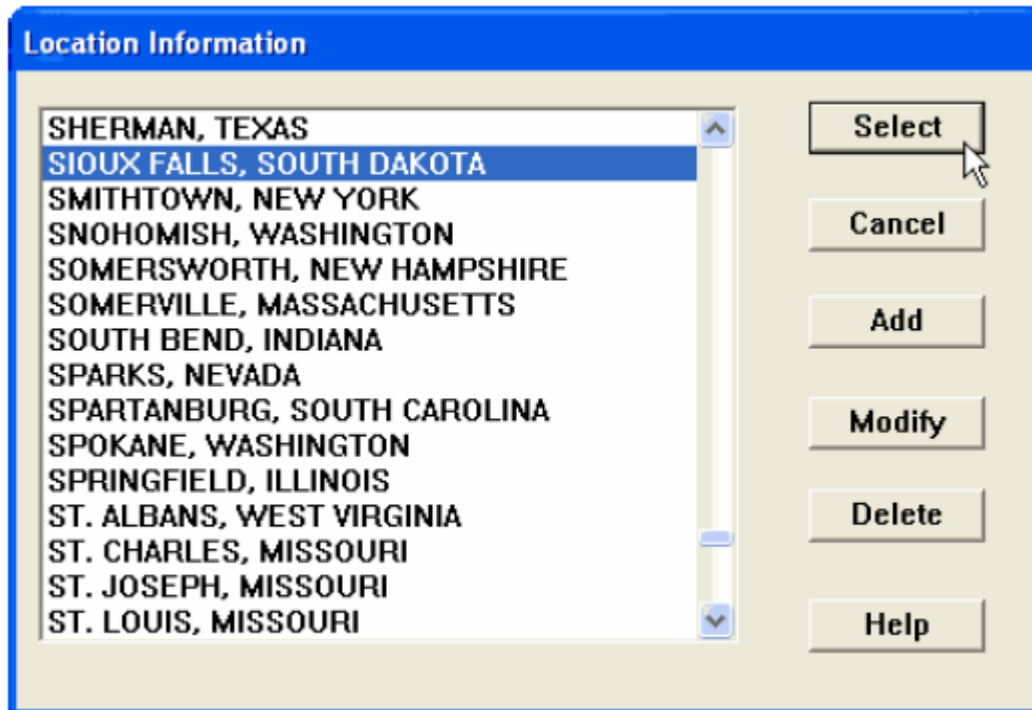 Location Information
SHERMAN, TEXAS
SIOUX FALLS, SOUTH DAKOTA
SMITHTOWN, NEW YORK
SNOHOMISH, WASHINGTON
SOMERSWORTH, NEW HAMPSHIRE
SOMERVILLE, MASSACHUSETTS
SOUTH BEND, INDIANA
SPARKS, NEVADA
SPARTANBURG, SOUTH CAROLINA
SPOKANE, WASHINGTON
SPRINGFIELD, ILLINOIS
ST. ALBANS, WEST VIRGINIA
ST. CHARLES, MISSOURI
ST. JOSEPH, MISSOURI
ST. LOUIS, MISSOURI
Select
Cancel
Add
Modify
Delete
Help